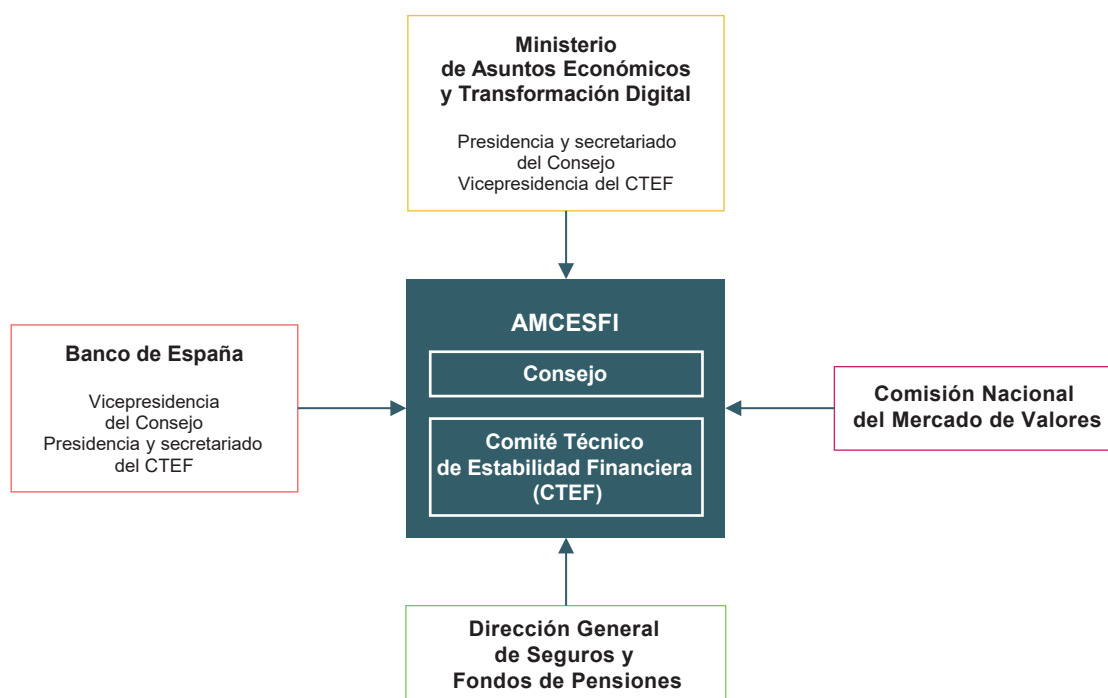 Ministerio
de Asuntos Económicos
y Transformación Digital
Presidencia y secretariado
del Consejo
Vicepresidencia del CTEF
Banco de España
Vicepresidencia
del Consejo
Presidencia y secretariado
del CTEF
AMCESFI
Consejo
Comité Técnico
de Estabilidad Financiera
(CTEF)
Comisión Nacional
del Mercado de Valores
Dirección General
de Seguros y
Fondos de Pensiones